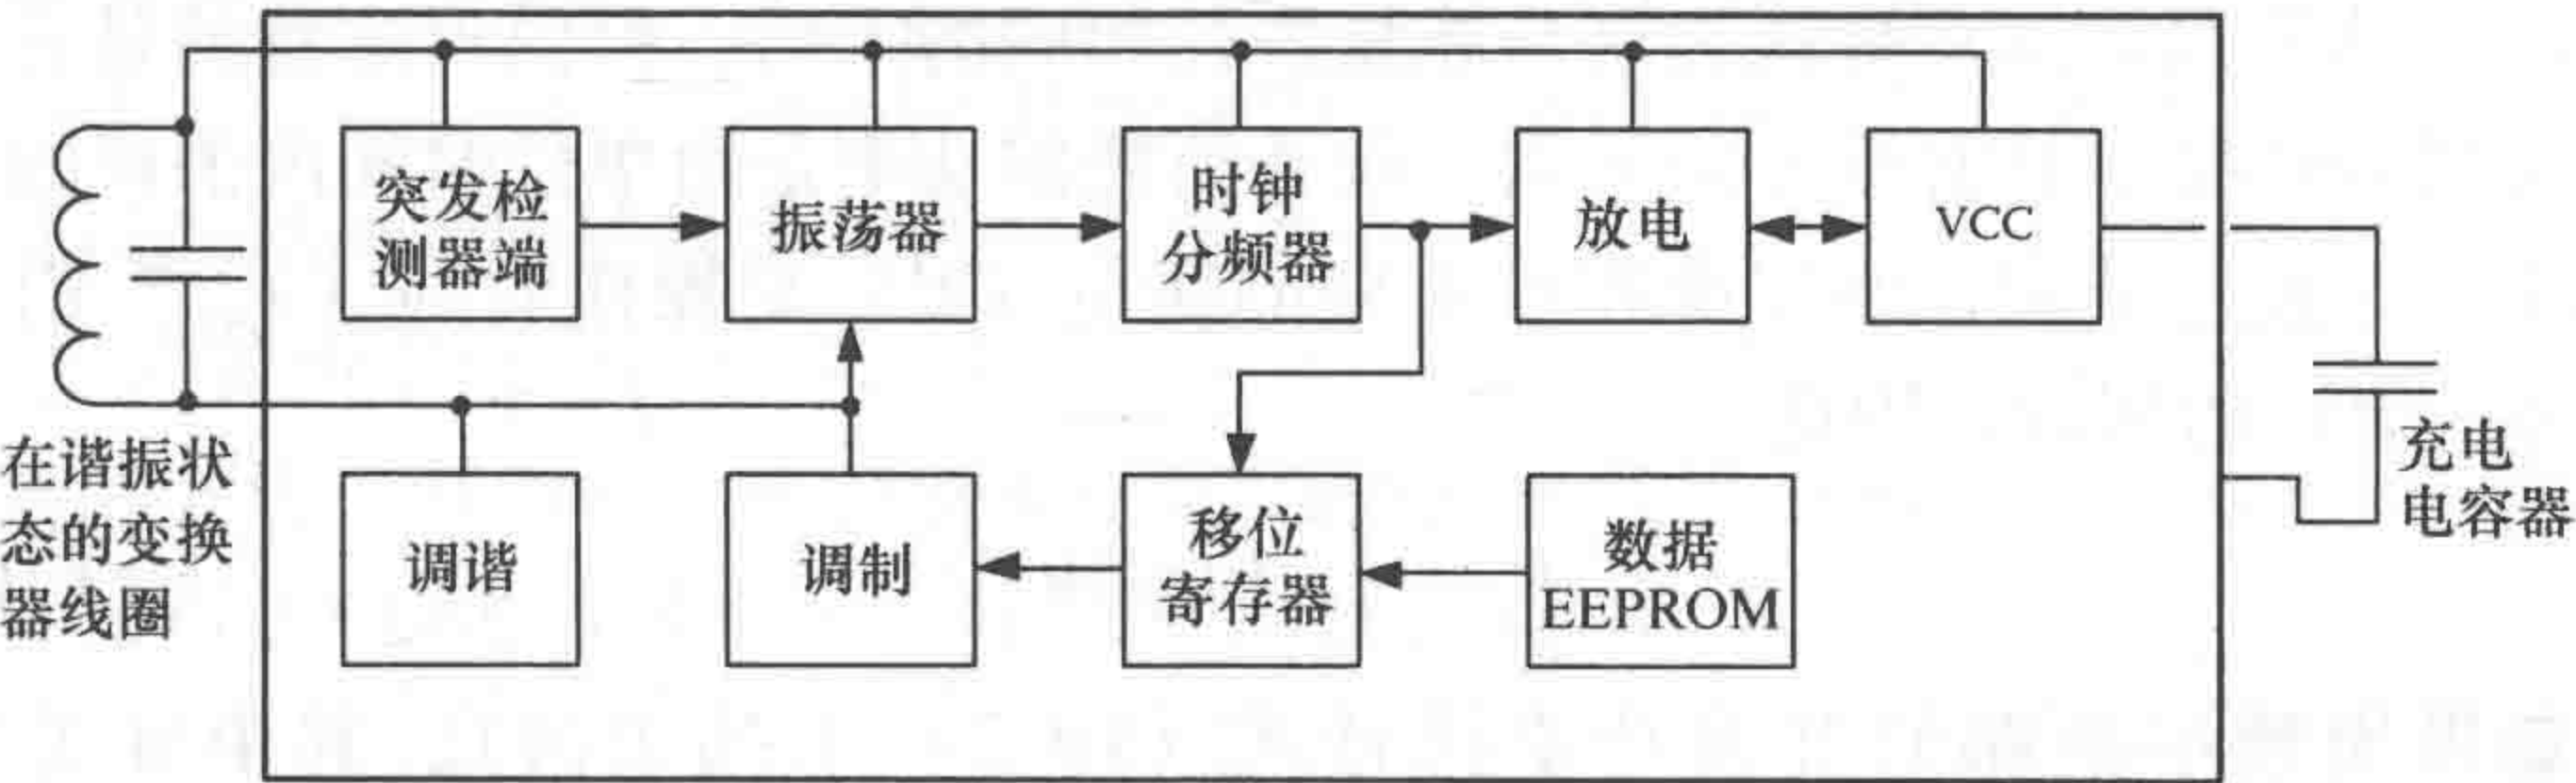 突发检
测器端
振荡器
时钟
分频器
放电
VCC
在谐振状
态的变换
器线圈
调谐
调制
移位
寄存器
数据
EEPROM
充电
电容器